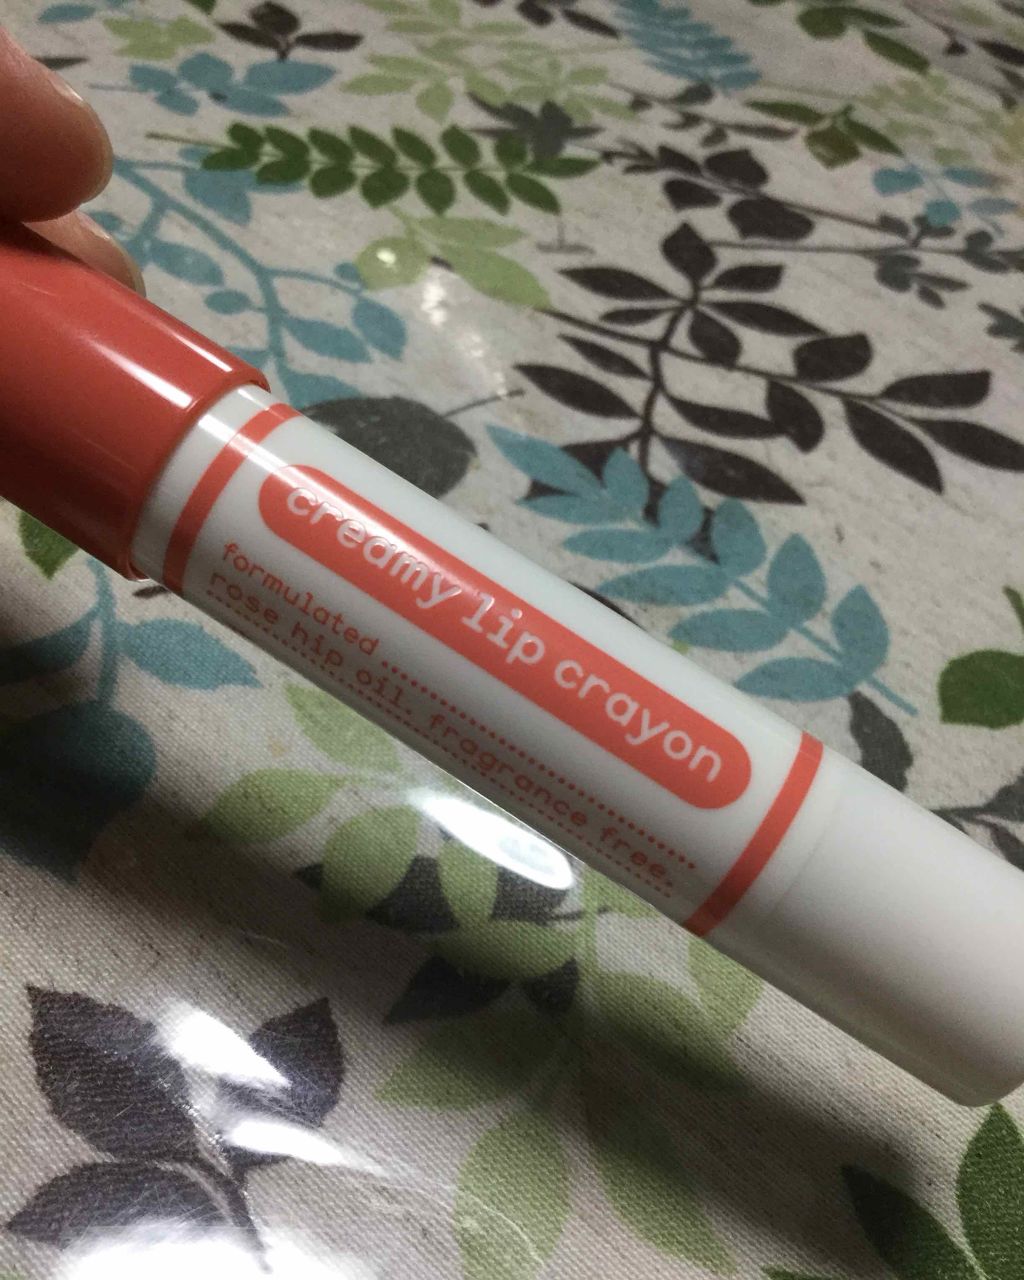 creamy lip crayon
formulated
rose hip oil. fragrance free.